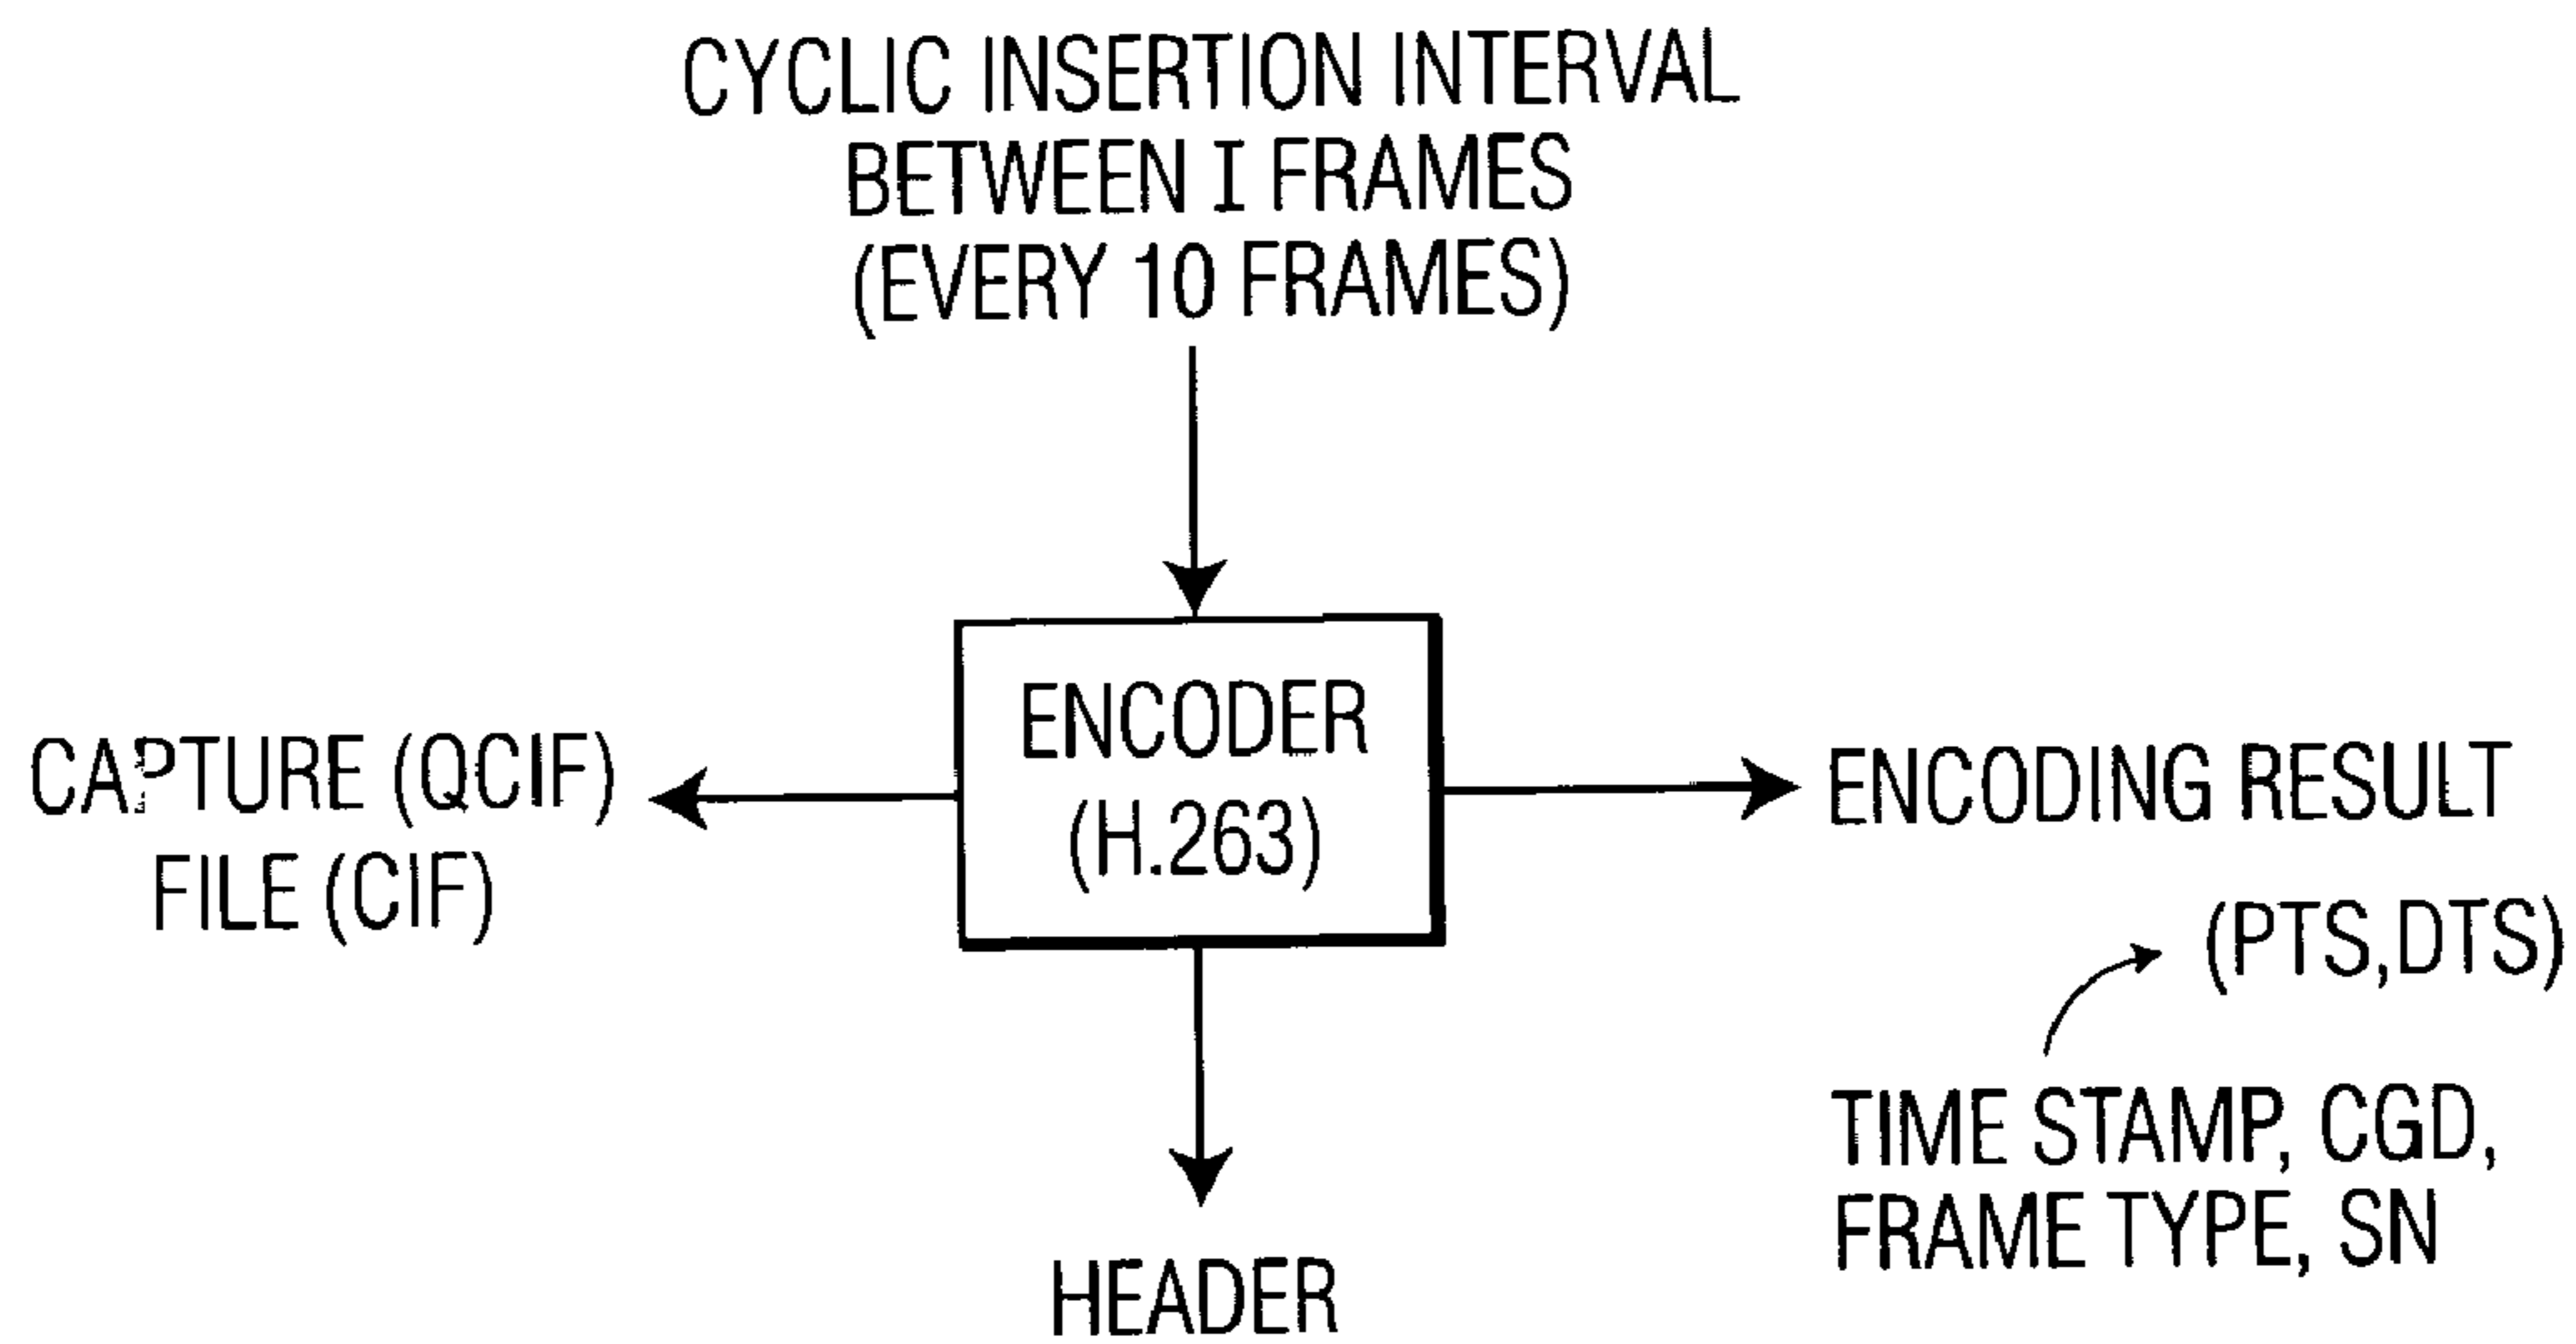 CYCLIC INSERTION INTERVAL
BETWEEN I FRAMES
(EVERY 10 FRAMES)
ENCODER
(H.263)
CAPTURE (QCIF)
FILE (CIF)
ENCODING RESULT
(PTS,DTS)
TIME STAMP, CGD,
FRAME TYPE, SN
HEADER